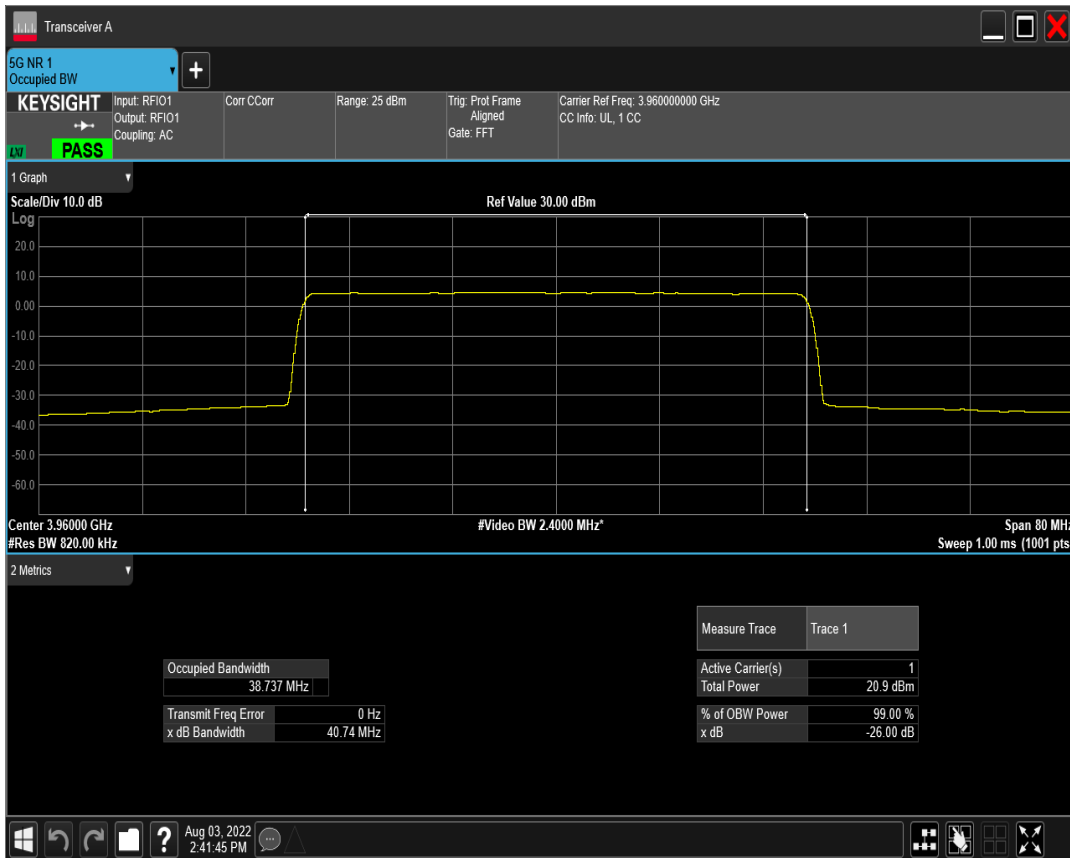 Transceiver A
5G NR 1
Occupied BW
+
KEYSIGHT
LXI
PASS
Input: RFIO1
Output: RFIO1
Coupling: AC
Corr CCorr
Range: 25 dBm
Trig: Prot Frame
Aligned
Gate: FFT
Carrier Ref Freq: 3.960000000 GHz
CC Info: UL, 1 CC
1 Graph
Scale/Div 10.0 dB
Ref Value 30.00 dBm
Log
20.0
10.0
0.00
-10.0
-20.0
-30.0
-40.0
-50.0
-60.0
Center 3.96000 GHz
#Video BW 2.4000 MHz*
Span 80 MHz
#Res BW 820.00 kHz
Sweep 1.00 ms (1001 pts
2 Metrics
Measure Trace Trace 1
Occupied Bandwidth
38.737 MHz
Active Carrier(s) 1
Total Power 20.9 dBm
Transmit Freq Error 0 Hz
x dB Bandwidth 40.74 MHz
% of OBW Power 99.00 %
x dB -26.00 dB
?
Aug 03, 2022
2:41:45 PM